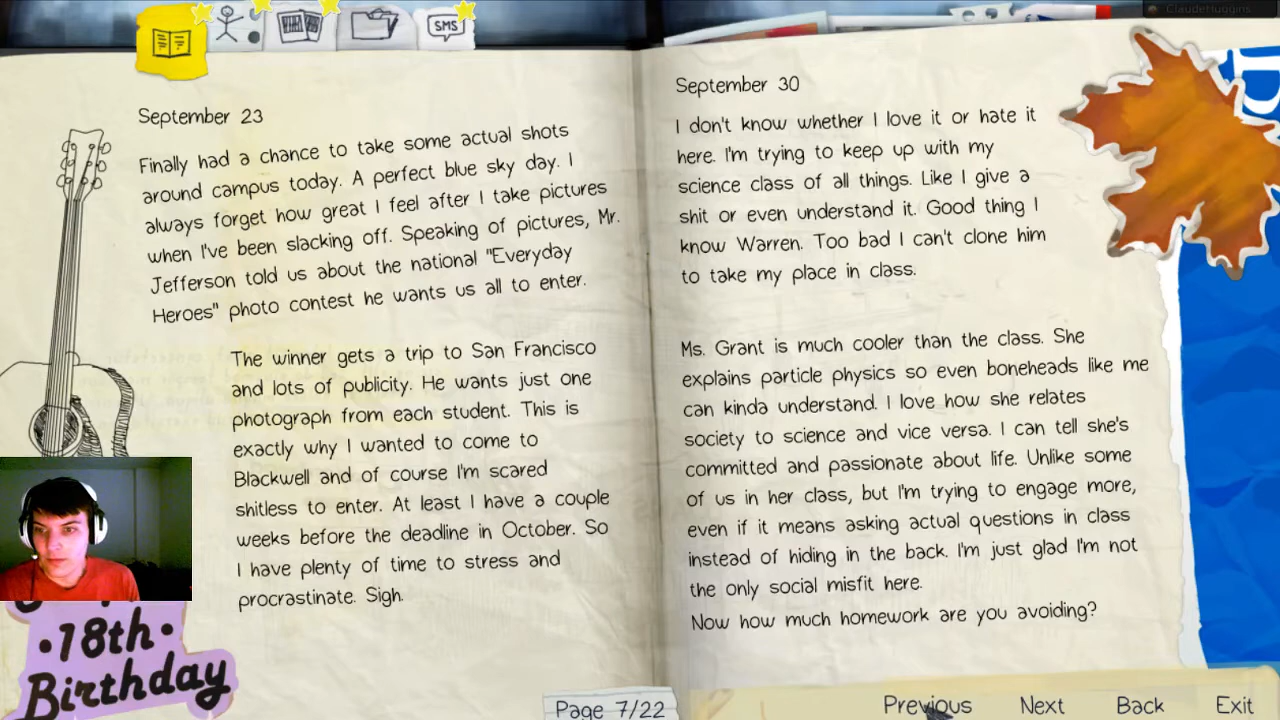 SMS
ClaudeHuggins
September 23
Finally had a chance to take some actual shots
around campus today. A perfect blue sky day. I
always forget how great I feel after I take pictures
when I've been slacking off. Speaking of pictures, Mr.
Jefferson told us about the national "Everyday
Heroes" photo contest he wants us all to enter.
The winner gets a trip to San Francisco
and lots of publicity. He wants just one
photograph from each student. This is
exactly why I wanted to come to
Blackwell and of course I'm scared
shitless to enter. At least I have a couple
weeks before the deadline in October. So
I have plenty of time to stress and
procrastinate. Sigh.
•18th•
Birthday
September 30
I don't know whether I love it or hate it
here. I'm trying to keep up with my
science class of all things. Like I give a
shit or even understand it. Good thing I
know Warren. Too bad I can't clone him
to take my place in class.
Ms. Grant is much cooler than the class. She
explains particle physics so even boneheads like me
can kinda understand. I love how she relates
society to science and vice versa. I can tell she's
committed and passionate about life. Unlike some
of us in her class, but I'm trying to engage more,
even if it means asking actual questions in class
instead of hiding in the back. I'm just glad I'm not
the only social misfit here.
Now how much homework are you avoiding?
Page 7/22
Previous Next Back Exit